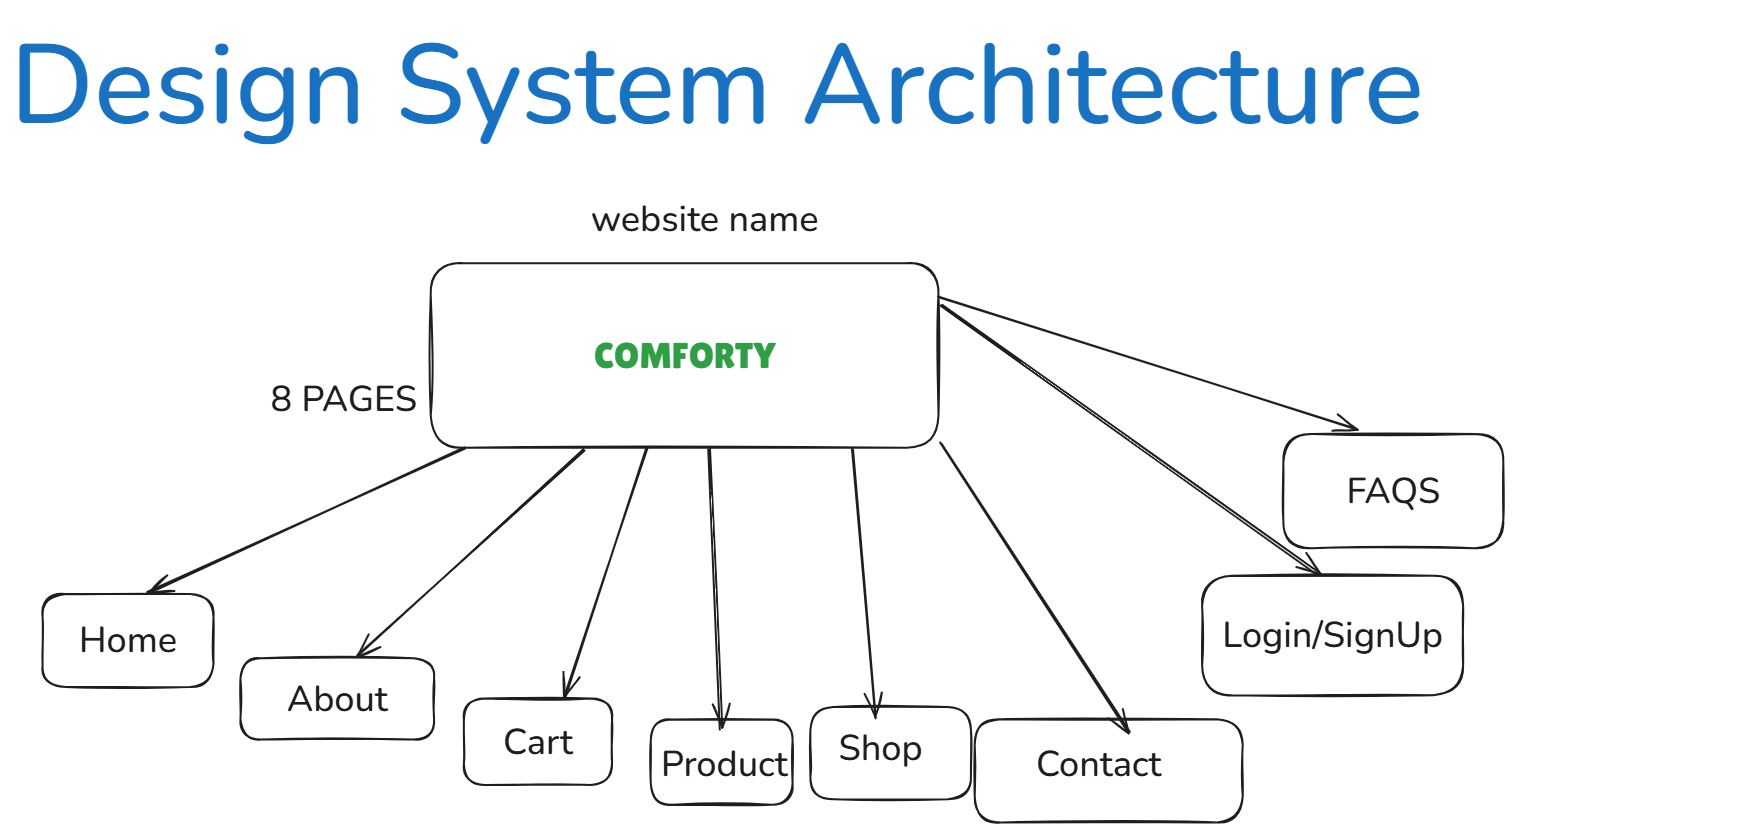 Design System Architecture
website name
COMFORTY
8 PAGES
FAQS
Login/SignUp
Home
About
Cart
Product
Shop
Contact